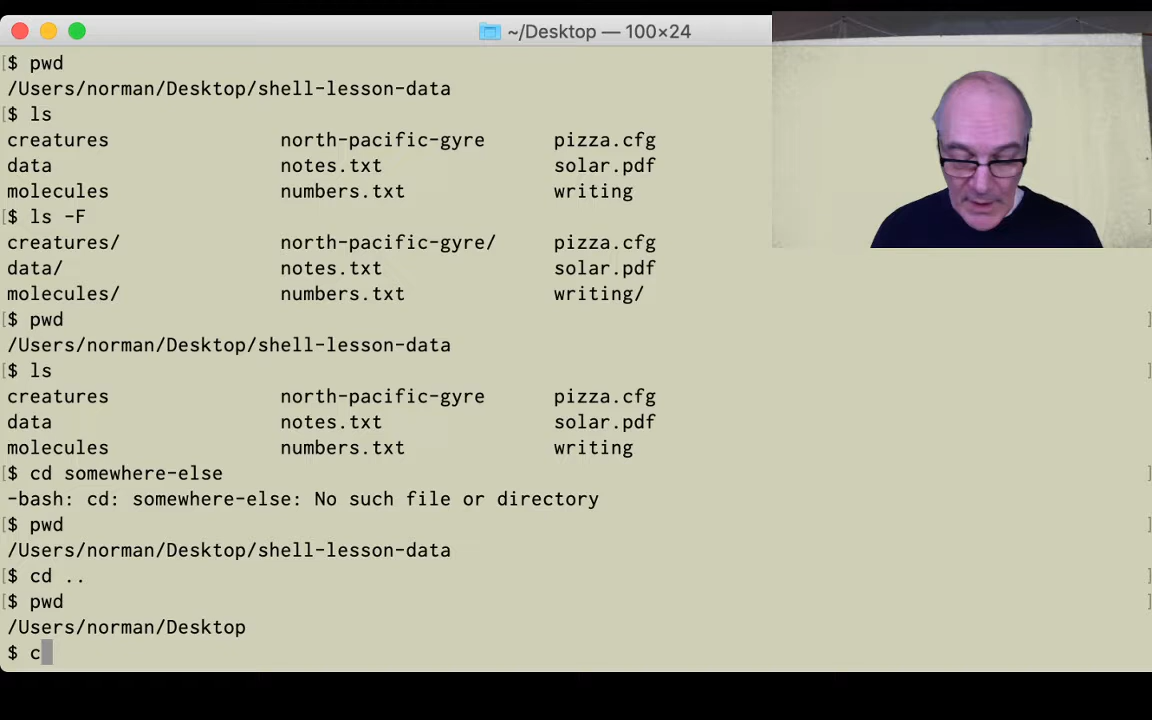 ~/Desktop — 100×24
[$ pwd
/Users/norman/Desktop/shell-lesson-data
[$ ls
creatures north-pacific-gyre pizza.cfg
data notes.txt solar.pdf
molecules numbers.txt writing
[$ ls -F ]
creatures/ north-pacific-gyre/ pizza.cfg
data/ notes.txt solar.pdf
molecules/ numbers.txt writing/
[$ pwd ]
/Users/norman/Desktop/shell-lesson-data
[$ ls ]
creatures north-pacific-gyre pizza.cfg
data notes.txt solar.pdf
molecules numbers.txt writing
[$ cd somewhere-else ]
-bash: cd: somewhere-else: No such file or directory
[$ pwd ]
/Users/norman/Desktop/shell-lesson-data
[$ cd .. ]
[$ pwd ]
/Users/norman/Desktop
$ c